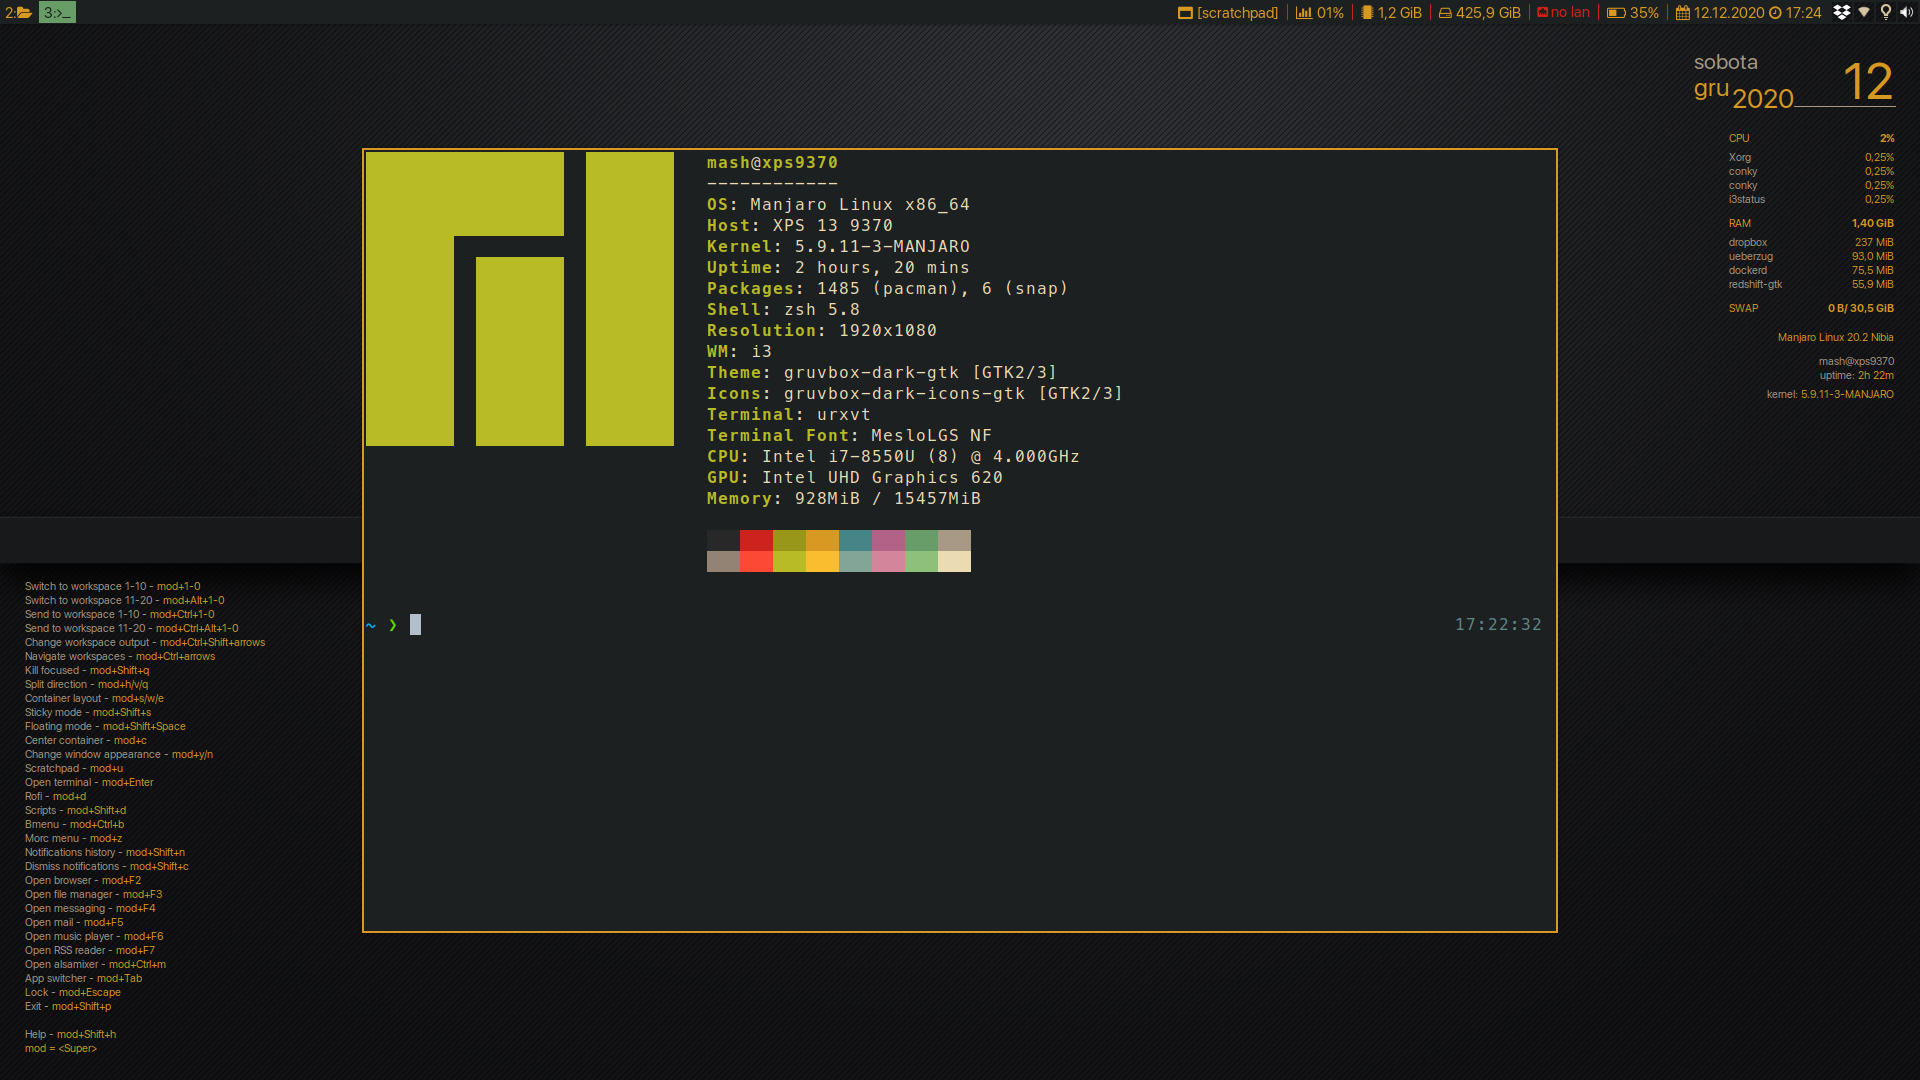 2: 3:>_ [scratchpad] 01% 1,2 GiB 425,9 GiB no lan 35% 12.12.2020 17:24
sobota
gru 2020 12
CPU 2%
Xorg 0,25%
conky 0,25%
conky 0,25%
i3status 0,25%
RAM 1,40 GiB
dropbox 237 MiB
ueberzug 93,0 MiB
dockerd 75,5 MiB
redshift-gtk 55,9 MiB
SWAP 0 B/ 30,5 GiB
Manjaro Linux 20.2 Nibia
mash@xps9370
uptime: 2h 22m
kernel: 5.9.11-3-MANJARO
mash@xps9370
------------
OS: Manjaro Linux x86_64
Host: XPS 13 9370
Kernel: 5.9.11-3-MANJARO
Uptime: 2 hours, 20 mins
Packages: 1485 (pacman), 6 (snap)
Shell: zsh 5.8
Resolution: 1920x1080
WM: i3
Theme: gruvbox-dark-gtk [GTK2/3]
Icons: gruvbox-dark-icons-gtk [GTK2/3]
Terminal: urxvt
Terminal Font: MesloLGS NF
CPU: Intel i7-8550U (8) @ 4.000GHz
GPU: Intel UHD Graphics 620
Memory: 928MiB / 15457MiB
~ ❯ 17:22:32
Switch to workspace 1-10 - mod+1-0
Switch to workspace 11-20 - mod+Alt+1-0
Send to workspace 1-10 - mod+Ctrl+1-0
Send to workspace 11-20 - mod+Ctrl+Alt+1-0
Change workspace output - mod+Ctrl+Shift+arrows
Navigate workspaces - mod+Ctrl+arrows
Kill focused - mod+Shift+q
Split direction - mod+h/v/q
Container layout - mod+s/w/e
Sticky mode - mod+Shift+s
Floating mode - mod+Shift+Space
Center container - mod+c
Change window appearance - mod+y/n
Scratchpad - mod+u
Open terminal - mod+Enter
Rofi - mod+d
Scripts - mod+Shift+d
Bmenu - mod+Ctrl+b
Morc menu - mod+z
Notifications history - mod+Shift+n
Dismiss notifications - mod+Shift+c
Open browser - mod+F2
Open file manager - mod+F3
Open messaging - mod+F4
Open mail - mod+F5
Open music player - mod+F6
Open RSS reader - mod+F7
Open alsamixer - mod+Ctrl+m
App switcher - mod+Tab
Lock - mod+Escape
Exit - mod+Shift+p
Help - mod+Shift+h
mod = <Super>